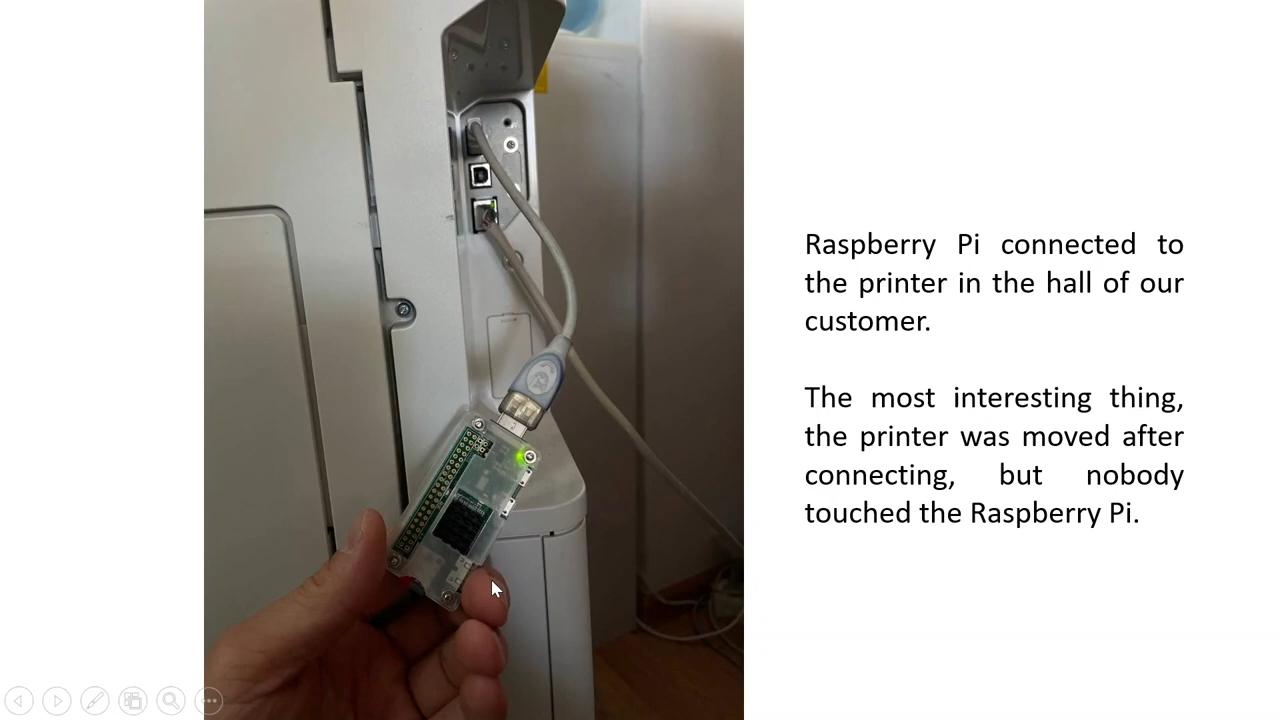 Raspberry Pi connected to
the printer in the hall of our
customer.
The most interesting thing,
the printer was moved after
connecting, but nobody
touched the Raspberry Pi.